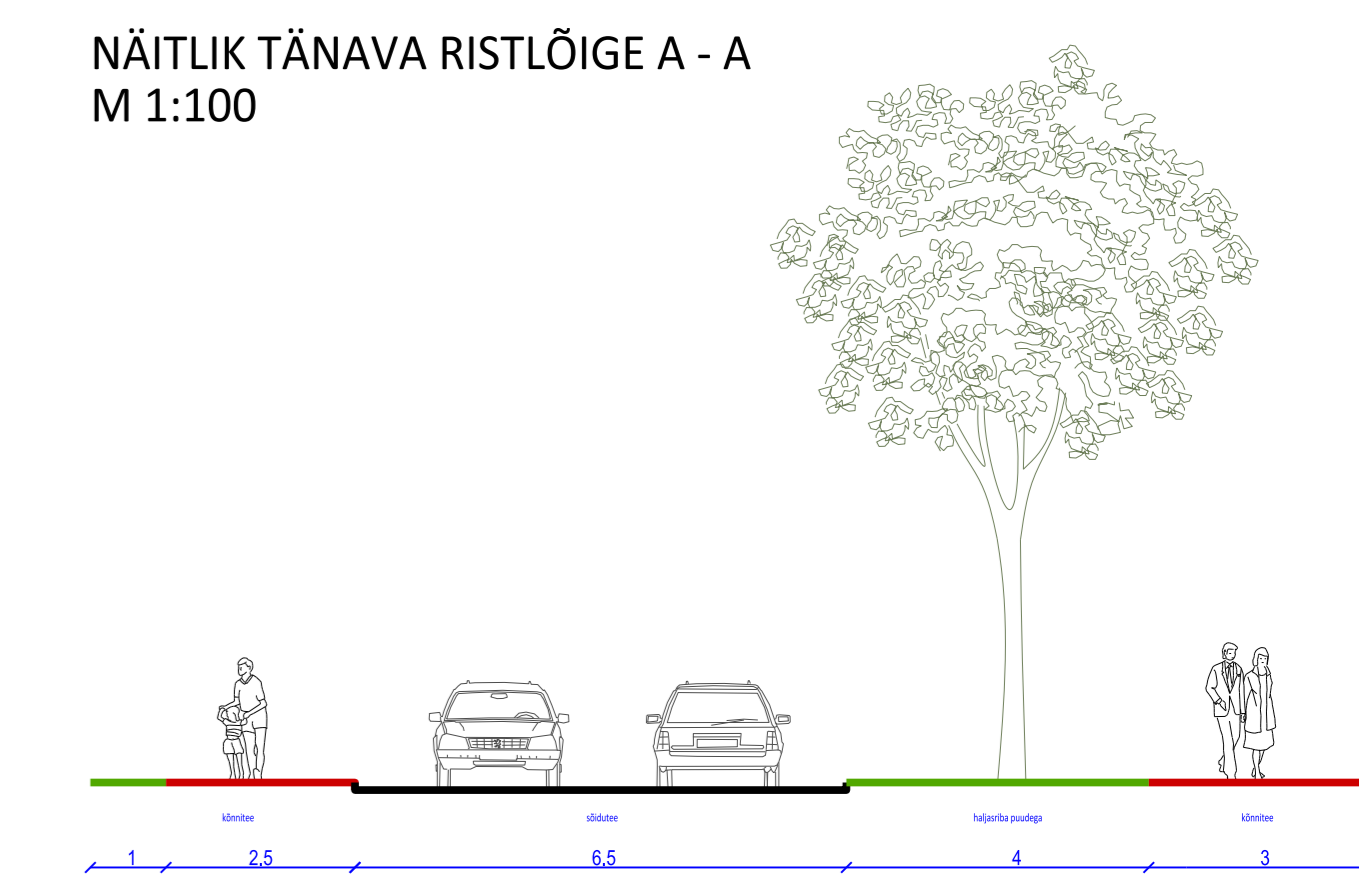 NÄITLIK TÄNAVA RISTLÕIGE A - A
M 1:100
kõnnitee sõidutee haljasriba puudega kõnnitee
1 2,5 6,5 4 3